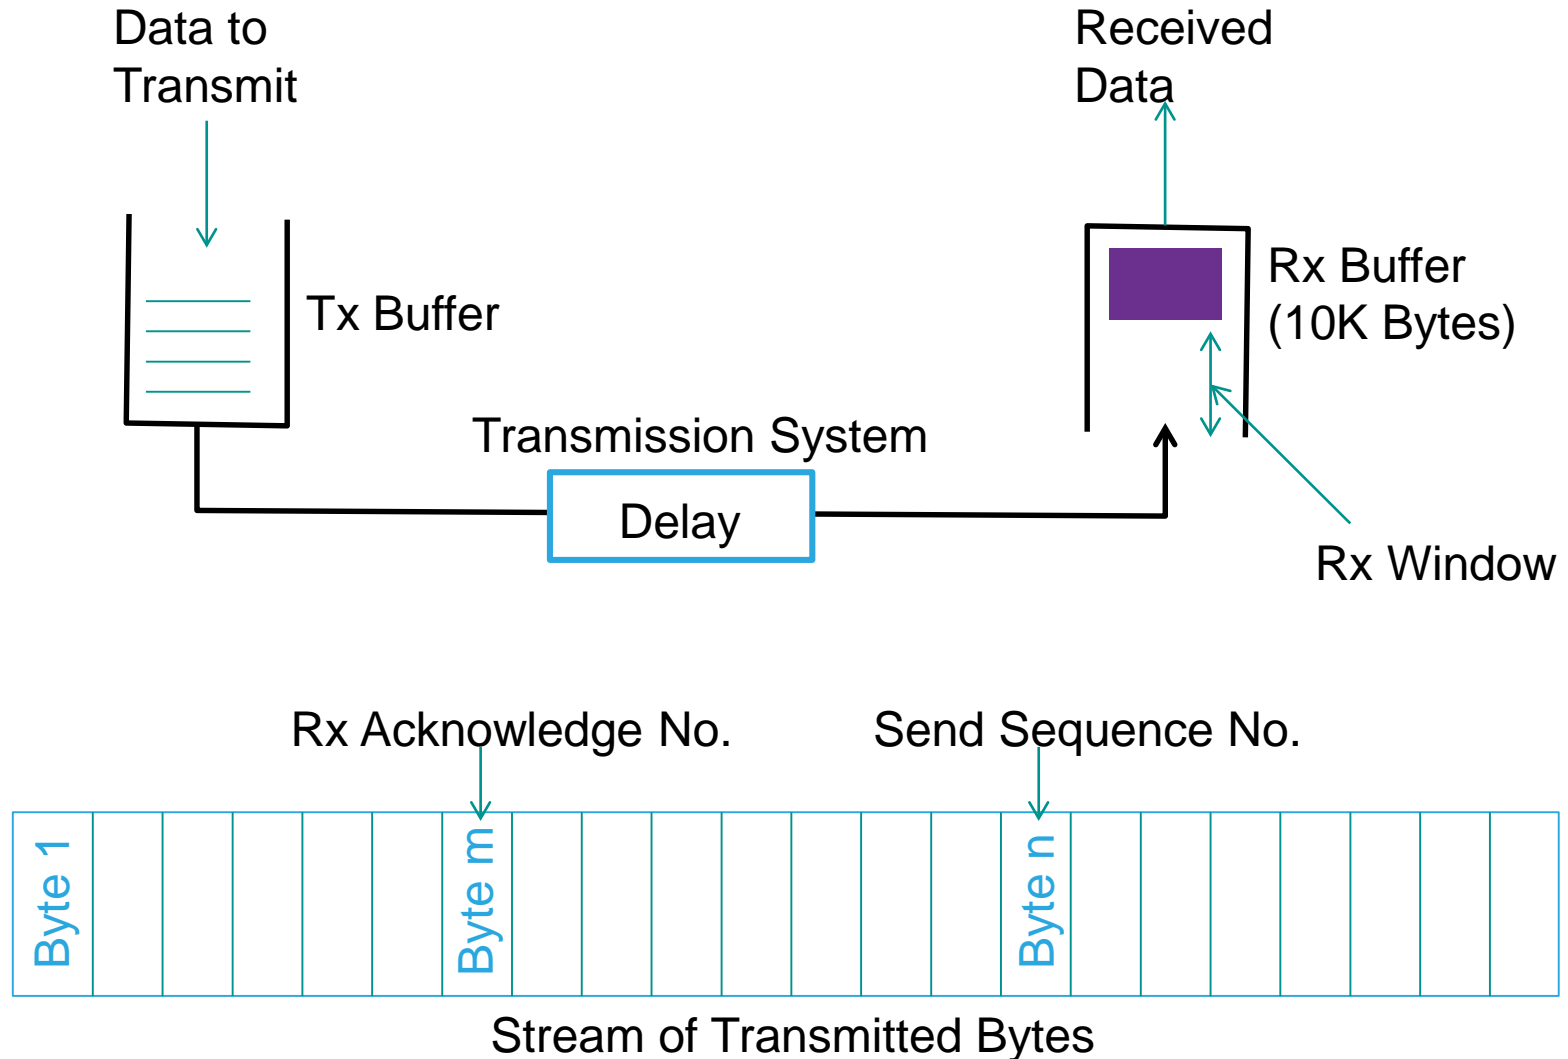 Data to
Transmit
Received
Data
Tx Buffer
Rx Buffer
(10K Bytes)
Transmission System
Delay
Rx Window
Rx Acknowledge No.
Send Sequence No.
Byte 1
Byte m
Byte n
Stream of Transmitted Bytes